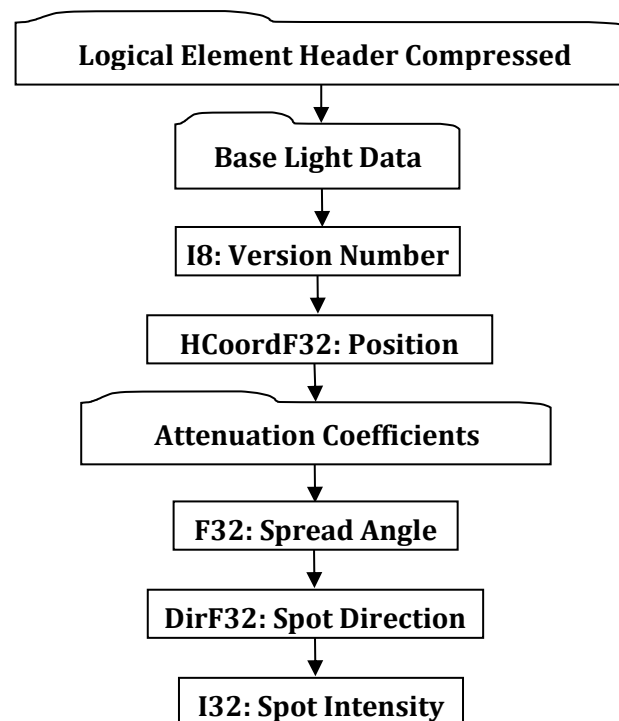 Logical Element Header Compressed
Base Light Data
I8: Version Number
HCoordF32: Position
Attenuation Coefficients
F32: Spread Angle
DirF32: Spot Direction
I32: Spot Intensity